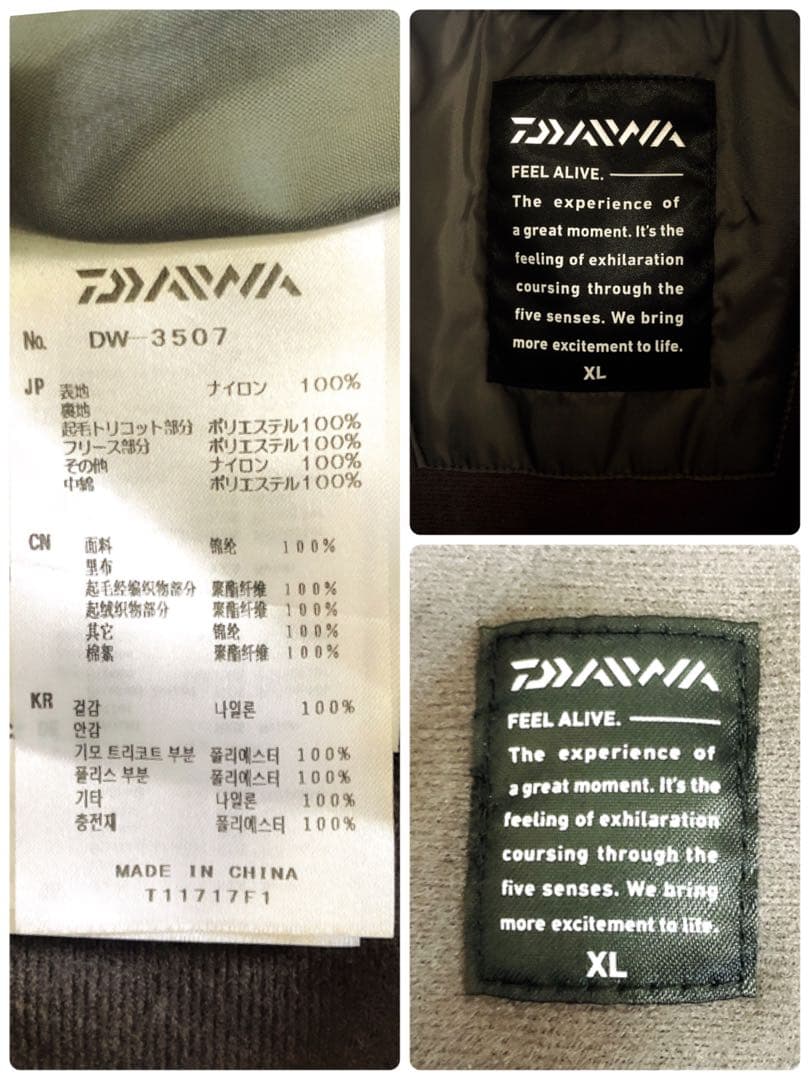 DAIWA
No. DW-3507
JP 表地 ナイロン 100%
裏地
起毛トリコット部分 ポリエステル100%
フリース部分 ポリエステル100%
その他 ナイロン 100%
中綿 ポリエステル100%
CN 面料 锦纶 100%
里布
起毛经编织物部分 聚酯纤维 100%
起绒织物部分 聚酯纤维 100%
其它 锦纶 100%
棉絮 聚酯纤维 100%
KR 겉감 나일론 100%
안감
기모 트리코트 부분 폴리에스터 100%
플리스 부분 폴리에스터 100%
기타 나일론 100%
충전재 폴리에스터 100%
MADE IN CHINA
T11717F1
DAIWA
FEEL ALIVE.
The experience of
a great moment. It's the
feeling of exhilaration
coursing through the
five senses. We bring
more excitement to life.
XL
DAIWA
FEEL ALIVE.
The experience of
a great moment. It's the
feeling of exhilaration
coursing through the
five senses. We bring
more excitement to life.
XL